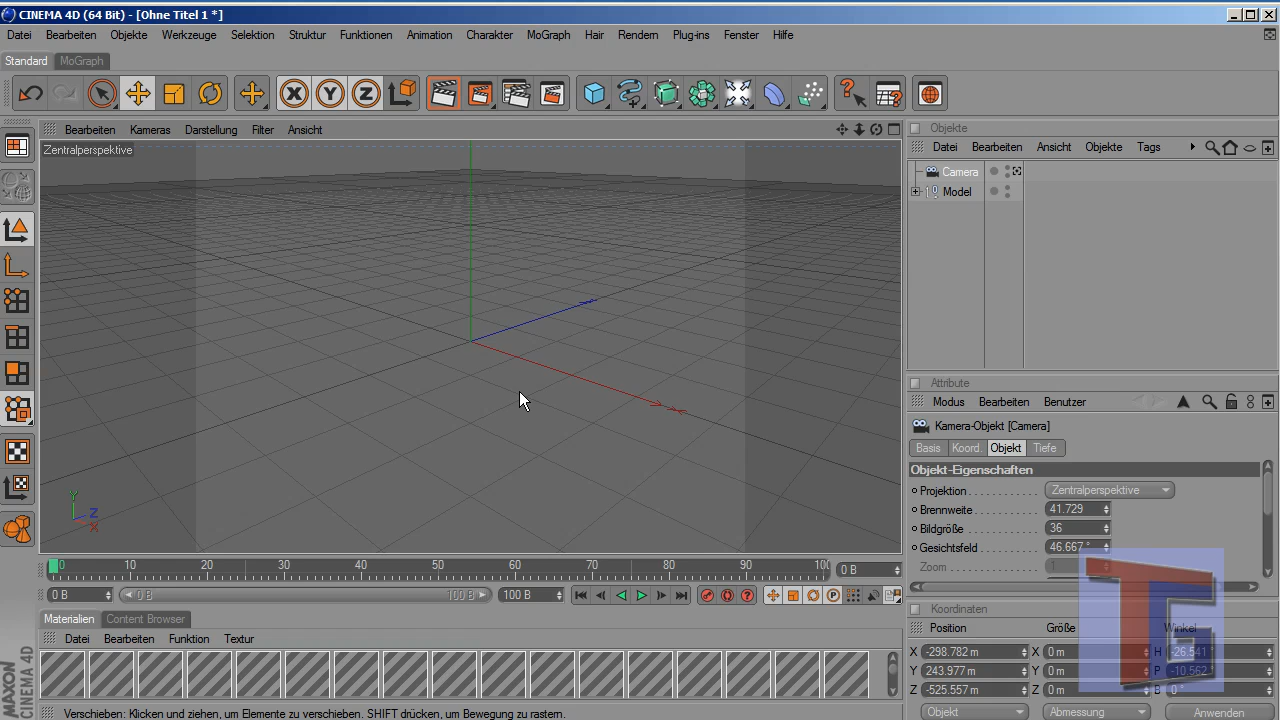 CINEMA 4D (64 Bit) - [Ohne Titel 1 *]
Datei Bearbeiten Objekte Werkzeuge Selektion Struktur Funktionen Animation Charakter MoGraph Hair Rendern Plug-ins Fenster Hilfe
Standard MoGraph
X Y Z
Bearbeiten Kameras Darstellung Filter Ansicht
Zentralperspektive
Y
Z
X
0 10 20 30 40 50 60 70 80 90 100
0 B
0 B 0 B 100 B 100 B
P
Materialien Content Browser
Datei Bearbeiten Funktion Textur
MAXON
CINEMA 4D
Verschieben: Klicken und ziehen, um Elemente zu verschieben. SHIFT drücken, um Bewegung zu rastern.
Objekte
Datei Bearbeiten Ansicht Objekte Tags
Camera
Model
Attribute
Modus Bearbeiten Benutzer
Kamera-Objekt [Camera]
Basis Koord. Objekt Tiefe
Objekt-Eigenschaften
Projektion Zentralperspektive
Brennweite 41.729
Bildgröße 36
Gesichtsfeld 46.667 °
Zoom 1
Koordinaten
Position Größe Winkel
X -298.782 m X 0 m H -26.541 °
Y 243.977 m Y 0 m P -10.562 °
Z -525.557 m Z 0 m B 0 °
Objekt Abmessung Anwenden
TG